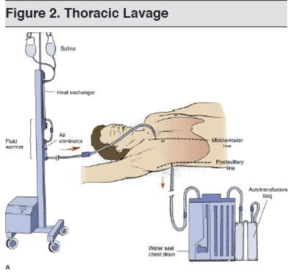 Figure 2. Thoracic Lavage
Saline
Heat exchanger
Fluid
warmer
Air
eliminator
Midclavicular
line
Postaxillary
line
Autotransfusion
bag
Water seal
chest drain
A